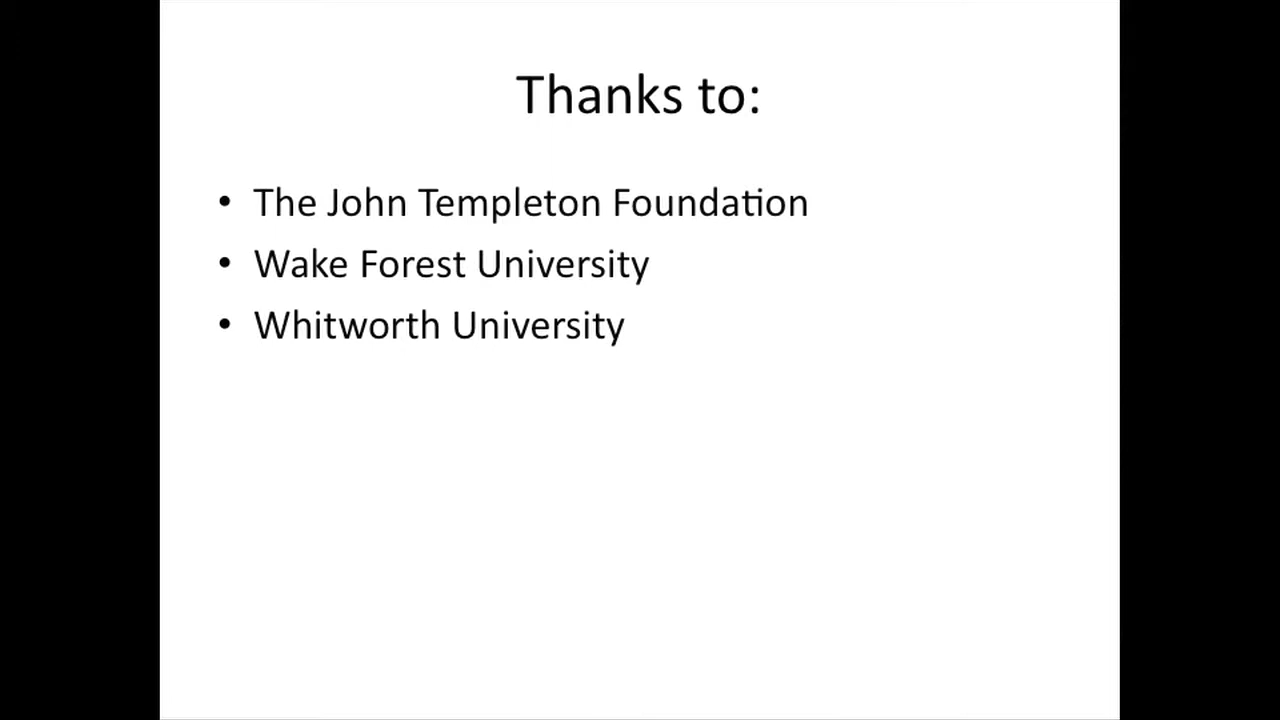 Thanks to:
• The John Templeton Foundation
• Wake Forest University
• Whitworth University